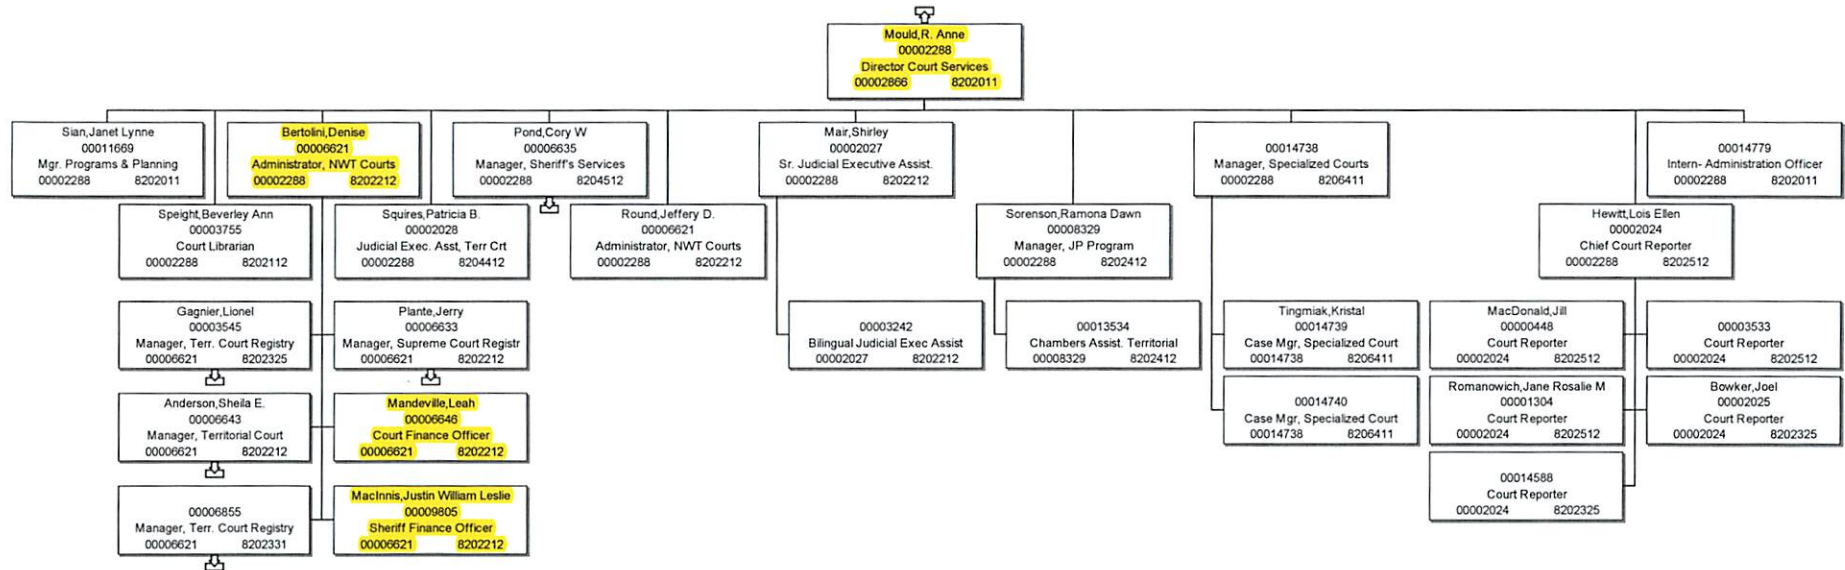 Mould,R. Anne
00002288
Director Court Services
00002866 8202011
Sian,Janet Lynne
00011669
Mgr. Programs & Planning
00002288 8202011
Bertolini,Denise
00006621
Administrator, NWT Courts
00002288 8202212
Pond,Cory W
00006635
Manager, Sheriff's Services
00002288 8204512
Mair,Shirley
00002027
Sr. Judicial Executive Assist.
00002288 8202212
00014738
Manager, Specialized Courts
00002288 8206411
00014779
Intern- Administration Officer
00002288 8202011
Speight,Beverley Ann
00003755
Court Librarian
00002288 8202112
Squires,Patricia B.
00002028
Judicial Exec. Asst, Terr Crt
00002288 8204412
Round,Jeffery D.
00006621
Administrator, NWT Courts
00002288 8202212
Sorenson,Ramona Dawn
00008329
Manager, JP Program
00002288 8202412
Hewitt,Lois Ellen
00002024
Chief Court Reporter
00002288 8202512
Gagnier,Lionel
00003545
Manager, Terr. Court Registry
00006621 8202325
Plante,Jerry
00006633
Manager, Supreme Court Registr
00006621 8202212
00003242
Bilingual Judicial Exec Assist
00002027 8202212
00013534
Chambers Assist. Territorial
00008329 8202412
Tingmiak,Kristal
00014739
Case Mgr, Specialized Court
00014738 8206411
MacDonald,Jill
00000448
Court Reporter
00002024 8202512
00003533
Court Reporter
00002024 8202512
Anderson,Sheila E.
00006643
Manager, Territorial Court
00006621 8202212
Mandeville,Leah
00006646
Court Finance Officer
00006621 8202212
00014740
Case Mgr, Specialized Court
00014738 8206411
Romanowich,Jane Rosalie M
00001304
Court Reporter
00002024 8202512
Bowker,Joel
00002025
Court Reporter
00002024 8202325
00006855
Manager, Terr. Court Registry
00006621 8202331
MacInnis,Justin William Leslie
00009805
Sheriff Finance Officer
00006621 8202212
00014588
Court Reporter
00002024 8202325